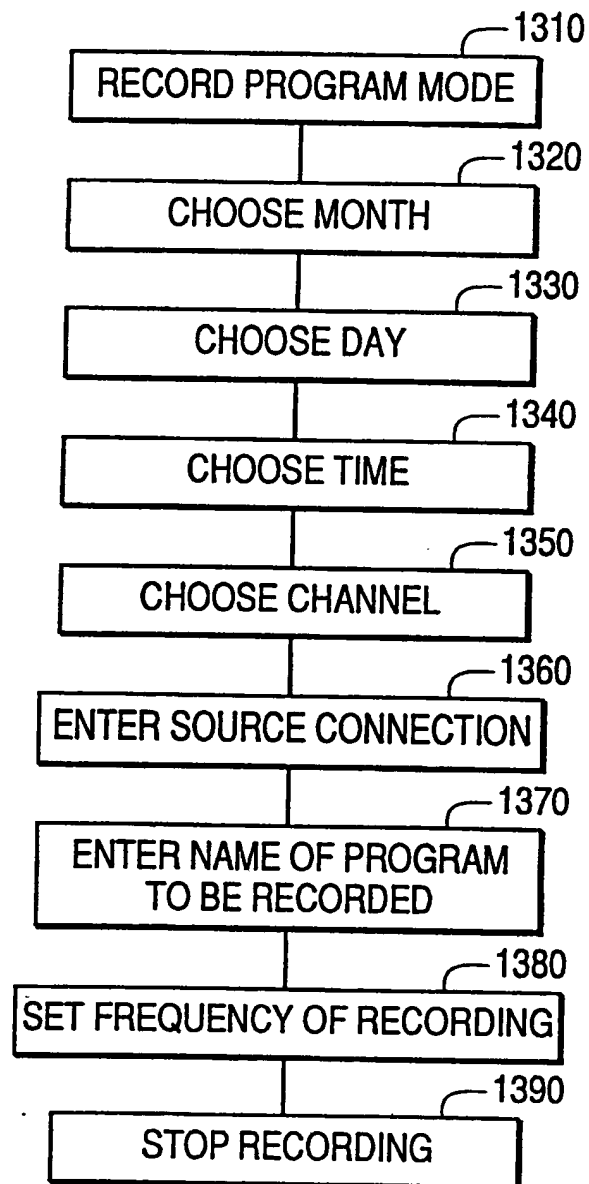 1310
RECORD PROGRAM MODE
1320
CHOOSE MONTH
1330
CHOOSE DAY
1340
CHOOSE TIME
1350
CHOOSE CHANNEL
1360
ENTER SOURCE CONNECTION
1370
ENTER NAME OF PROGRAM
TO BE RECORDED
1380
SET FREQUENCY OF RECORDING
1390
STOP RECORDING